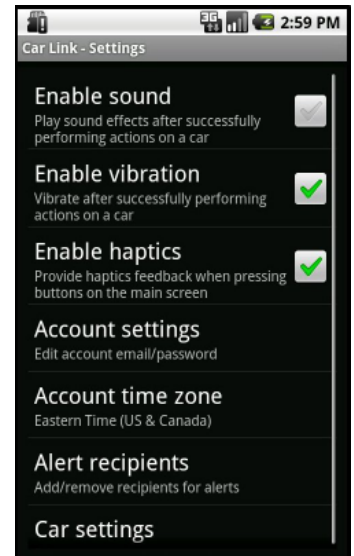 3G 2:59 PM
Car Link - Settings
Enable sound
Play sound effects after successfully
performing actions on a car
Enable vibration
Vibrate after successfully performing
actions on a car
Enable haptics
Provide haptics feedback when pressing
buttons on the main screen
Account settings
Edit account email/password
Account time zone
Eastern Time (US & Canada)
Alert recipients
Add/remove recipients for alerts
Car settings